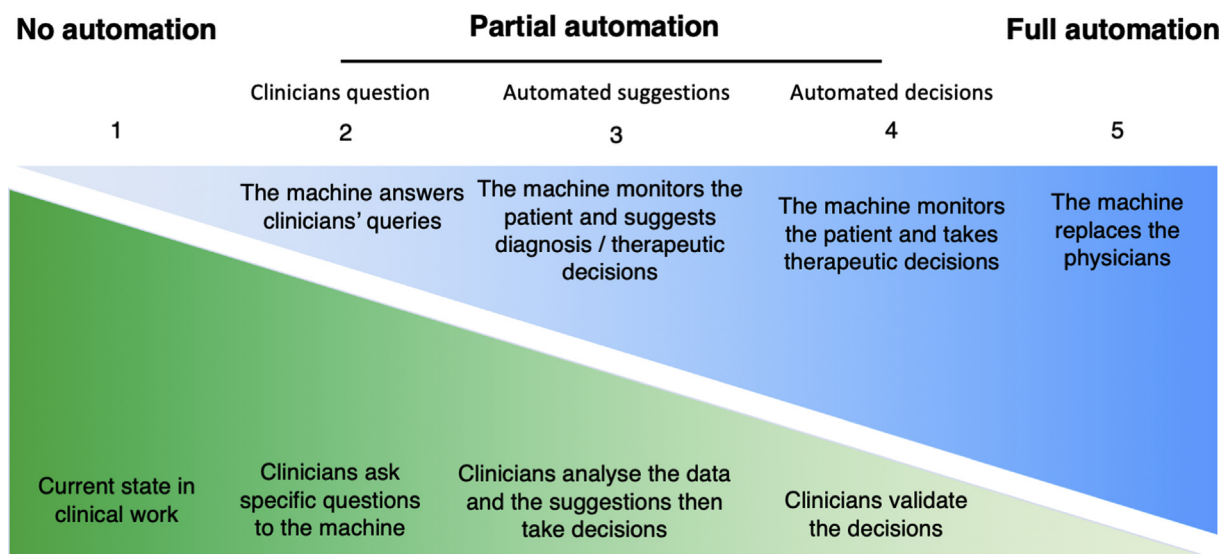 No automation
Partial automation
Full automation
Clinicians question
Automated suggestions
Automated decisions
1
2
3
4
5
The machine answers
clinicians’ queries
The machine monitors the
patient and suggests
diagnosis / therapeutic
decisions
The machine monitors
the patient and takes
therapeutic decisions
The machine
replaces the
physicians
Current state in
clinical work
Clinicians ask
specific questions
to the machine
Clinicians analyse the data
and the suggestions then
take decisions
Clinicians validate
the decisions